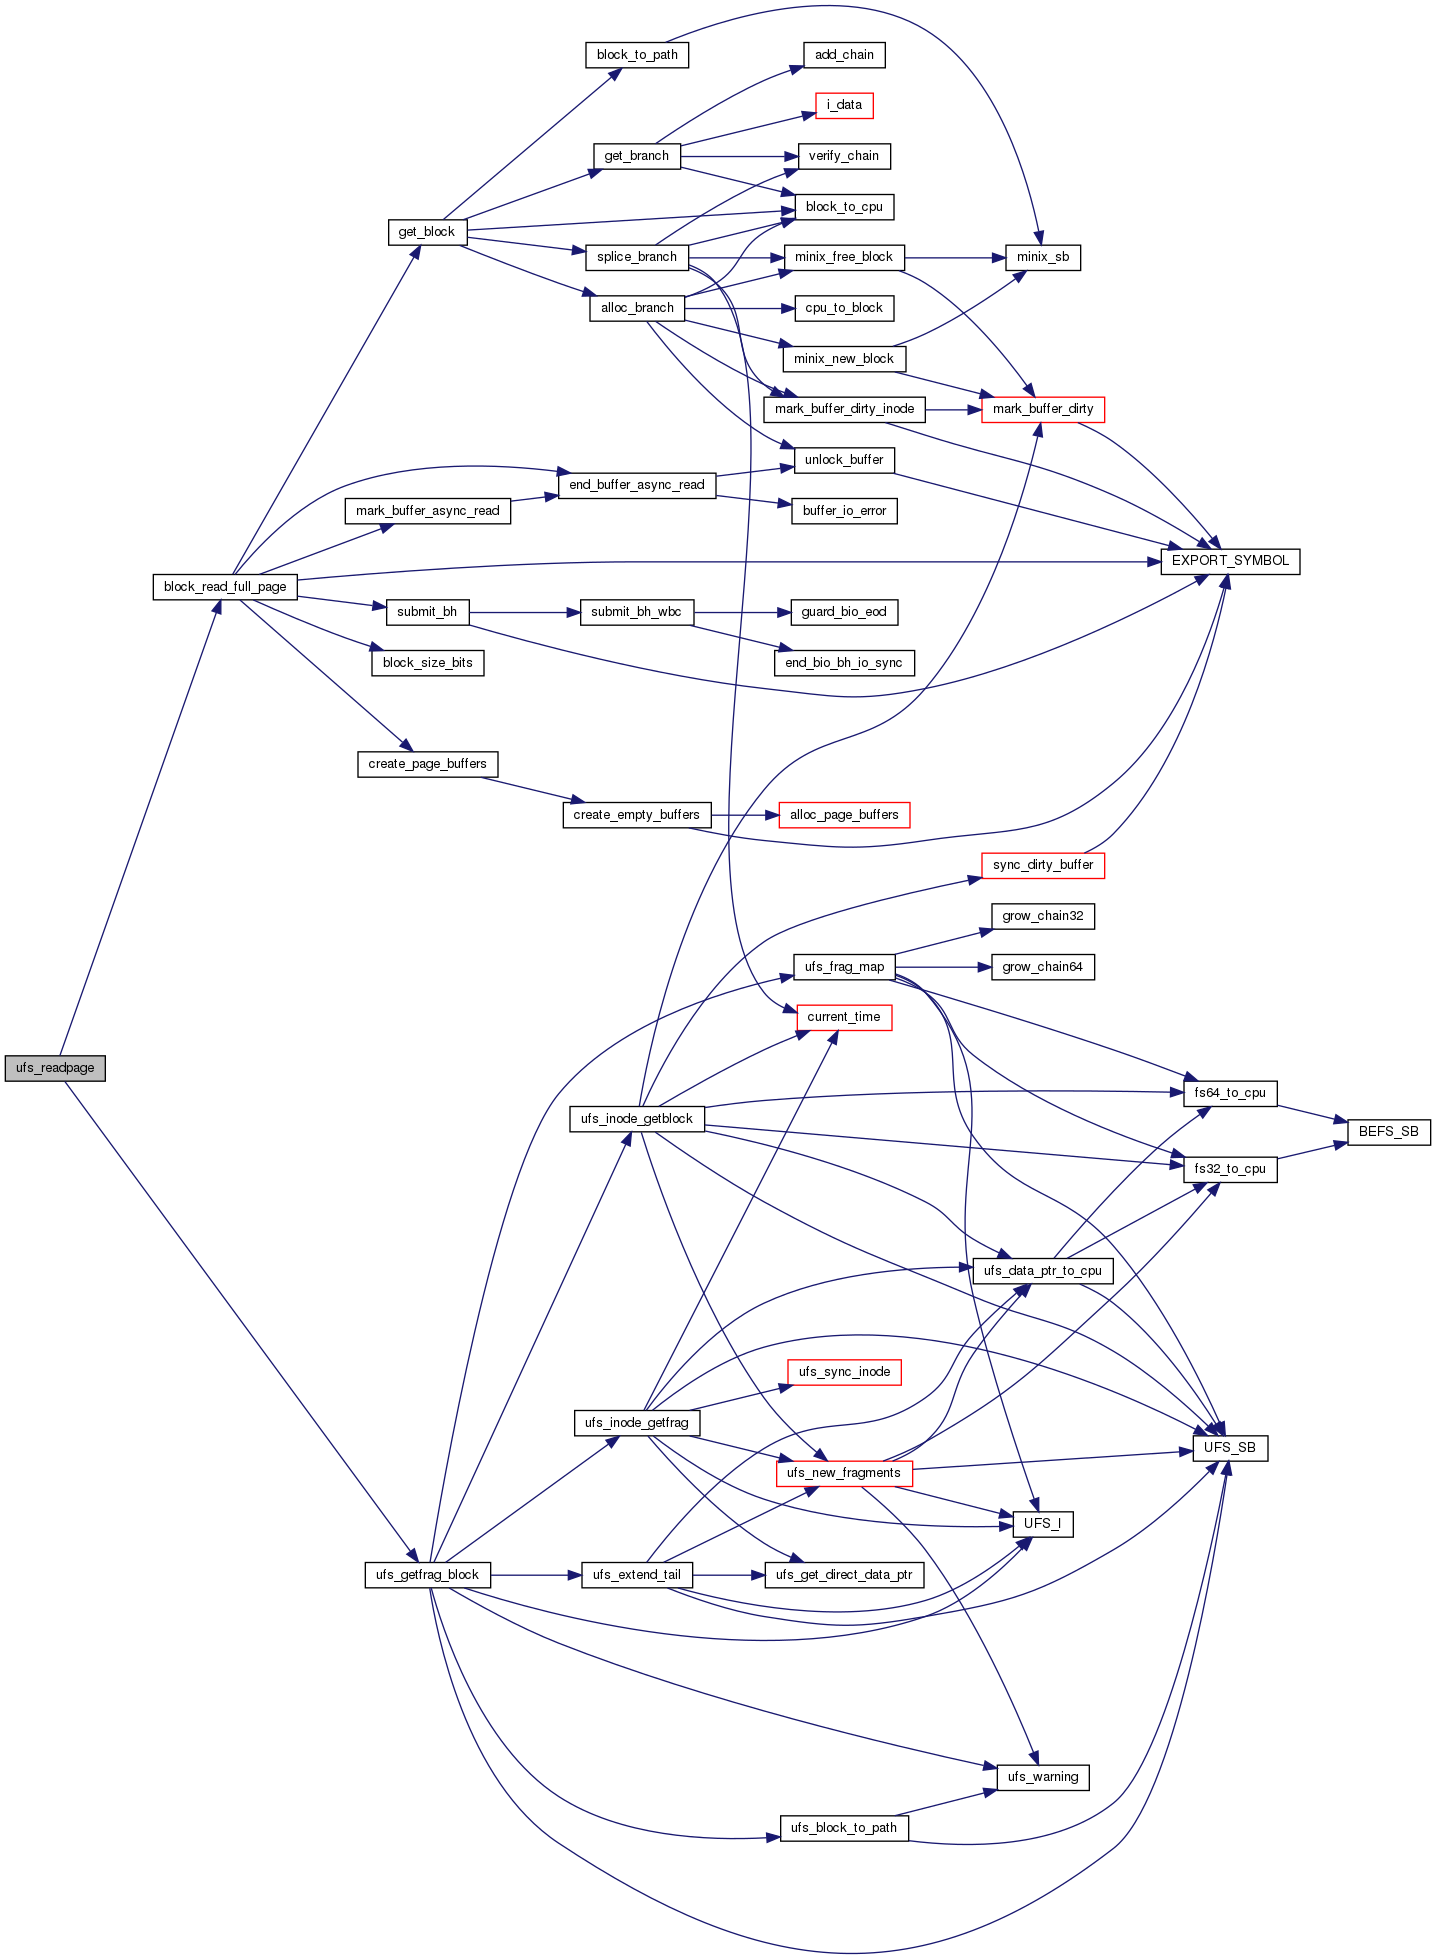 block_to_path
add_chain
i_data
get_branch
verify_chain
block_to_cpu
get_block
splice_branch
minix_free_block
minix_sb
alloc_branch
cpu_to_block
minix_new_block
mark_buffer_dirty_inode
mark_buffer_dirty
unlock_buffer
end_buffer_async_read
mark_buffer_async_read
buffer_io_error
EXPORT_SYMBOL
block_read_full_page
submit_bh
submit_bh_wbc
guard_bio_eod
block_size_bits
end_bio_bh_io_sync
create_page_buffers
create_empty_buffers
alloc_page_buffers
sync_dirty_buffer
grow_chain32
ufs_frag_map
grow_chain64
current_time
ufs_readpage
fs64_to_cpu
ufs_inode_getblock
BEFS_SB
fs32_to_cpu
ufs_data_ptr_to_cpu
ufs_sync_inode
ufs_inode_getfrag
UFS_SB
ufs_new_fragments
UFS_I
ufs_getfrag_block
ufs_extend_tail
ufs_get_direct_data_ptr
ufs_warning
ufs_block_to_path